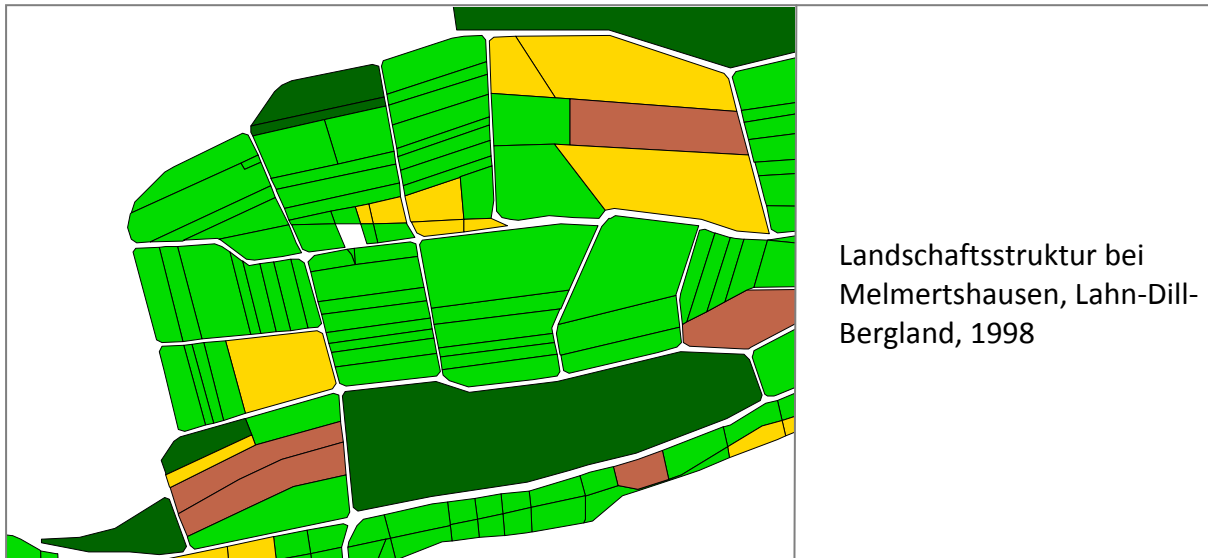 Landschaftsstruktur bei
Melmertshausen, Lahn-Dill-
Bergland, 1998